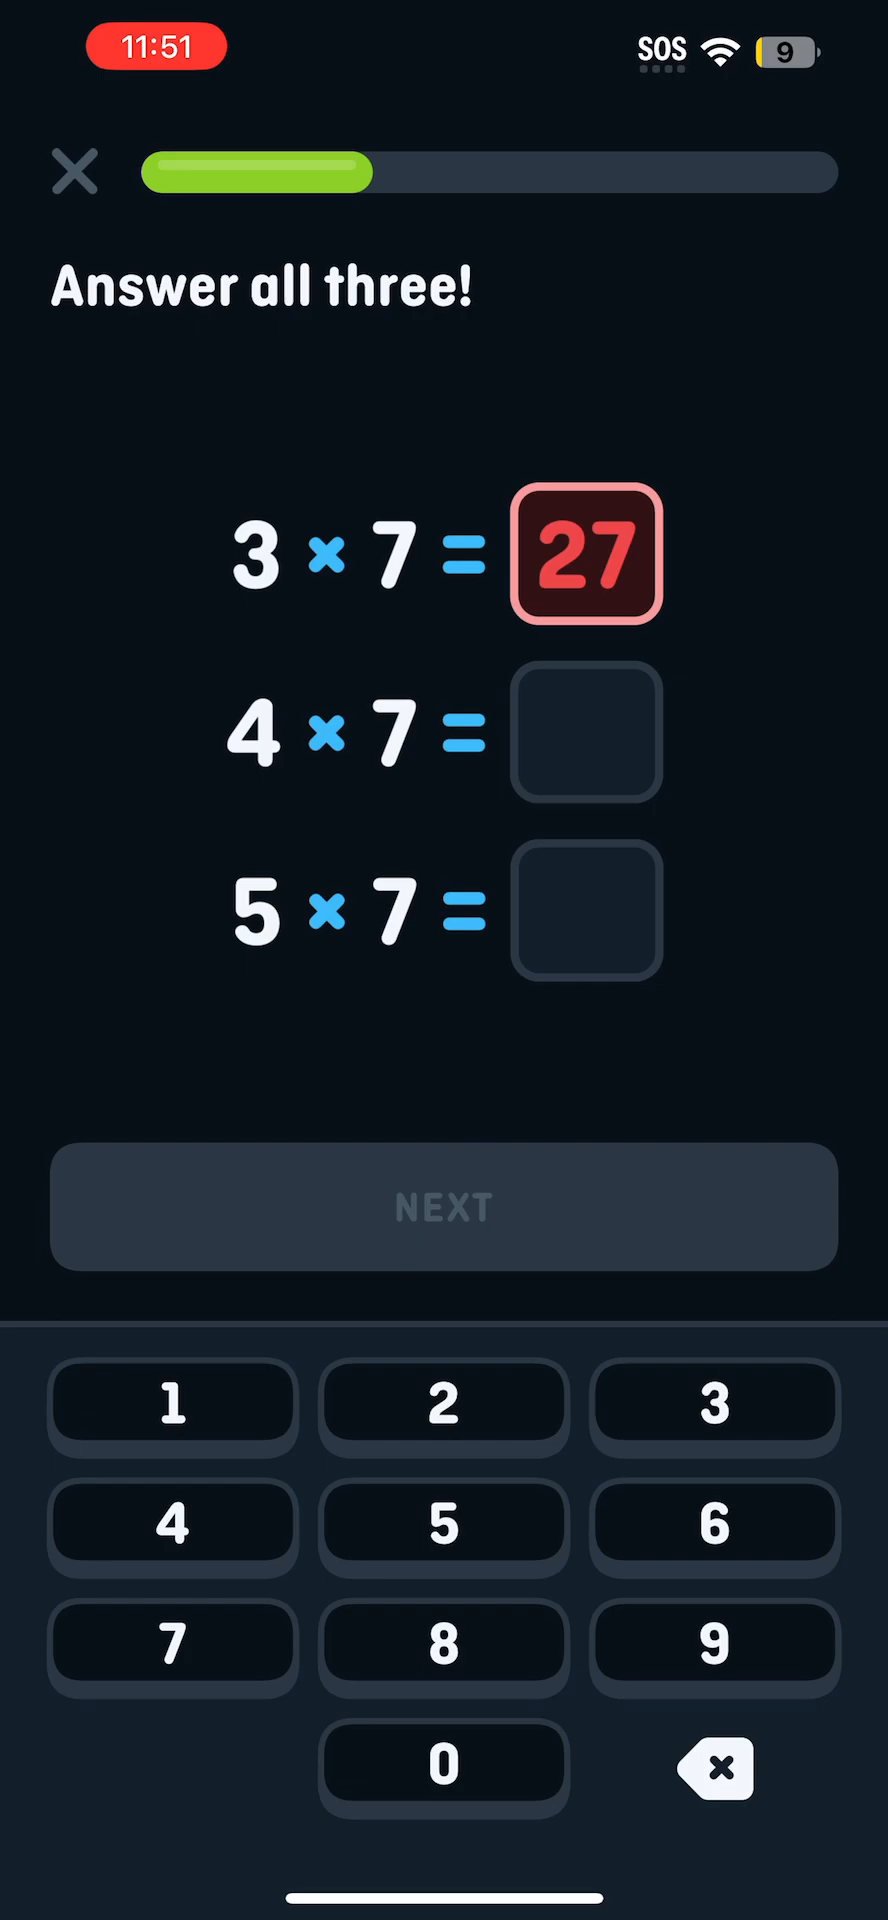 11:51 SOS 9
Answer all three!
3 × 7 = 27
4 × 7 =
5 × 7 =
NEXT
1 2 3
4 5 6
7 8 9
0